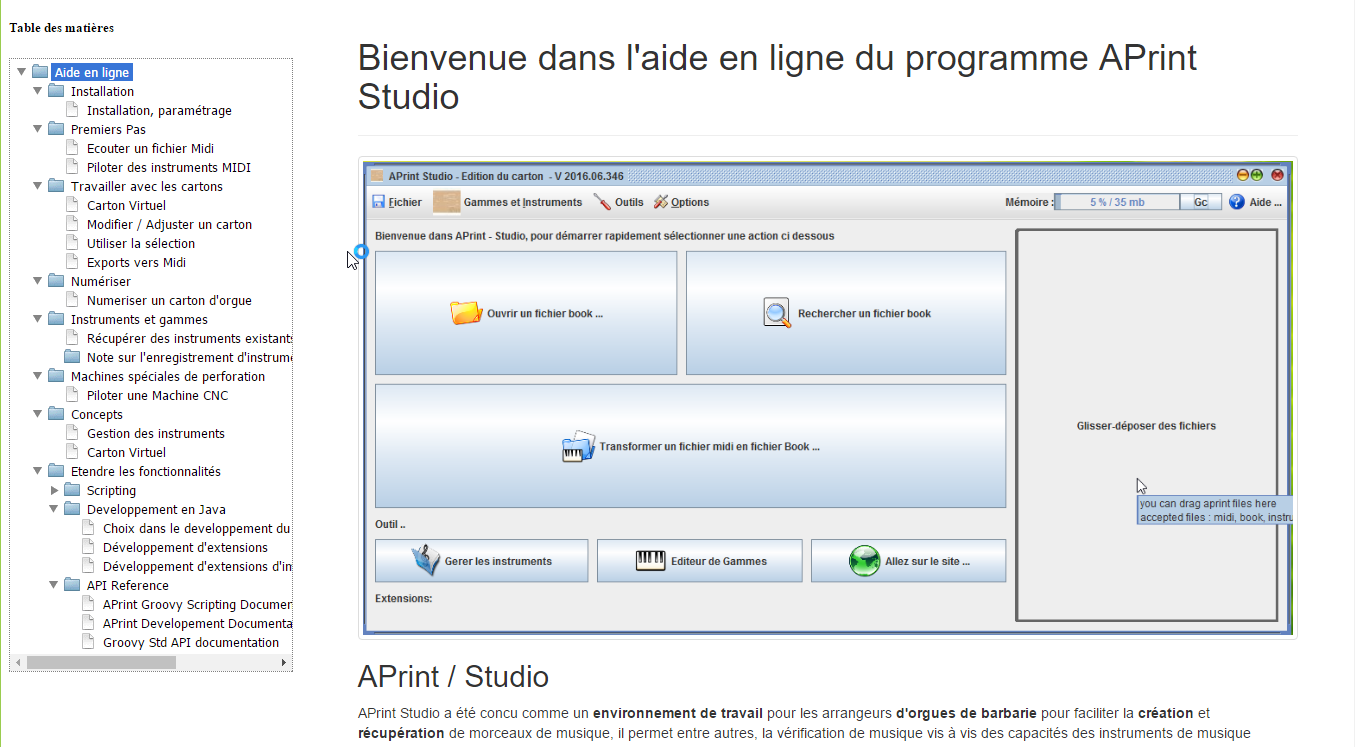 Table des matières
Aide en ligne
Installation
Installation, paramétrage
Premiers Pas
Ecouter un fichier Midi
Piloter des instruments MIDI
Travailler avec les cartons
Carton Virtuel
Modifier / Adjuster un carton
Utiliser la sélection
Exports vers Midi
Numériser
Numeriser un carton d'orgue
Instruments et gammes
Récupérer des instruments existants
Note sur l'enregistrement d'instrume
Machines spéciales de perforation
Piloter une Machine CNC
Concepts
Gestion des instruments
Carton Virtuel
Etendre les fonctionnalités
Scripting
Developpement en Java
Choix dans le developpement du
Développement d'extensions
Développement d'extensions d'in
API Reference
APrint Groovy Scripting Documen
APrint Developement Documenta
Groovy Std API documentation
Bienvenue dans l'aide en ligne du programme APrint
Studio
APrint Studio - Edition du carton - V 2016.06.346
Fichier Gammes et Instruments Outils Options Mémoire : 5 % / 35 mb Gc Aide ...
Bienvenue dans APrint - Studio, pour démarrer rapidement sélectionner une action ci dessous
Ouvrir un fichier book ...
Rechercher un fichier book
Transformer un fichier midi en fichier Book ...
Glisser-déposer des fichiers
you can drag aprint files here
accepted files : midi, book, instru
Outil ..
Gerer les instruments
Editeur de Gammes
Allez sur le site ...
Extensions:
APrint / Studio
APrint Studio a été concu comme un environnement de travail pour les arrangeurs d'orgues de barbarie pour faciliter la création et
récupération de morceaux de musique, il permet entre autres, la vérification de musique vis à vis des capacités des instruments de musique